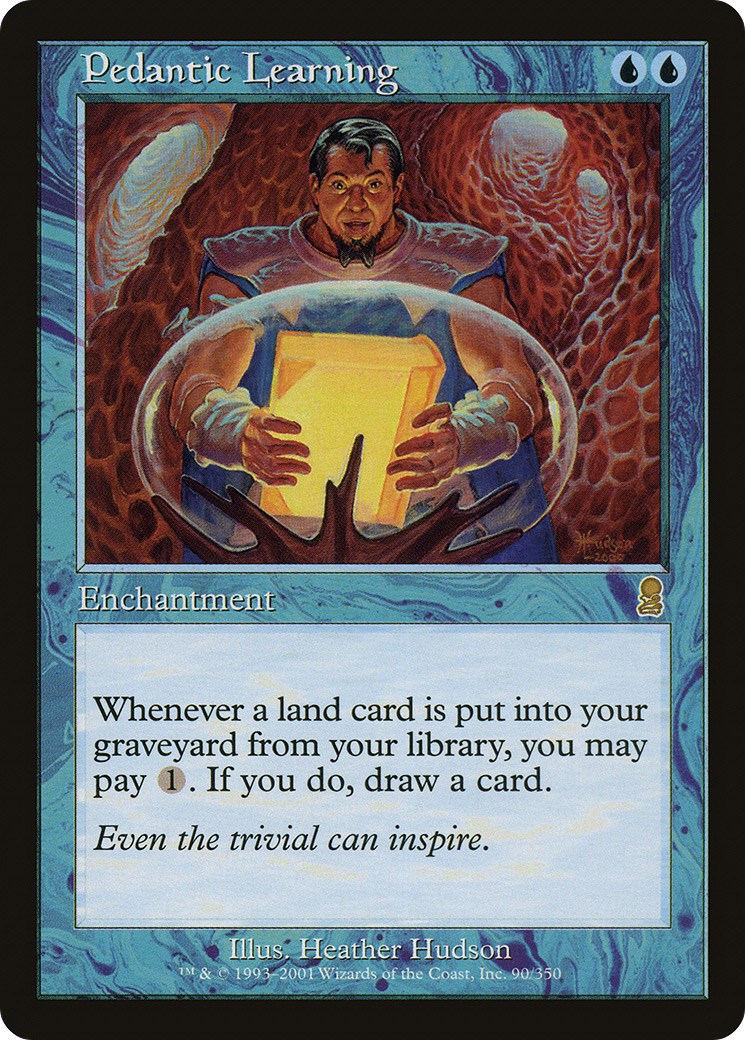 Pedantic Learning
HHudson
-2000
Enchantment
Whenever a land card is put into your
graveyard from your library, you may
pay 1. If you do, draw a card.
Even the trivial can inspire.
Illus. Heather Hudson
™ & © 1993–2001 Wizards of the Coast, Inc. 90/350